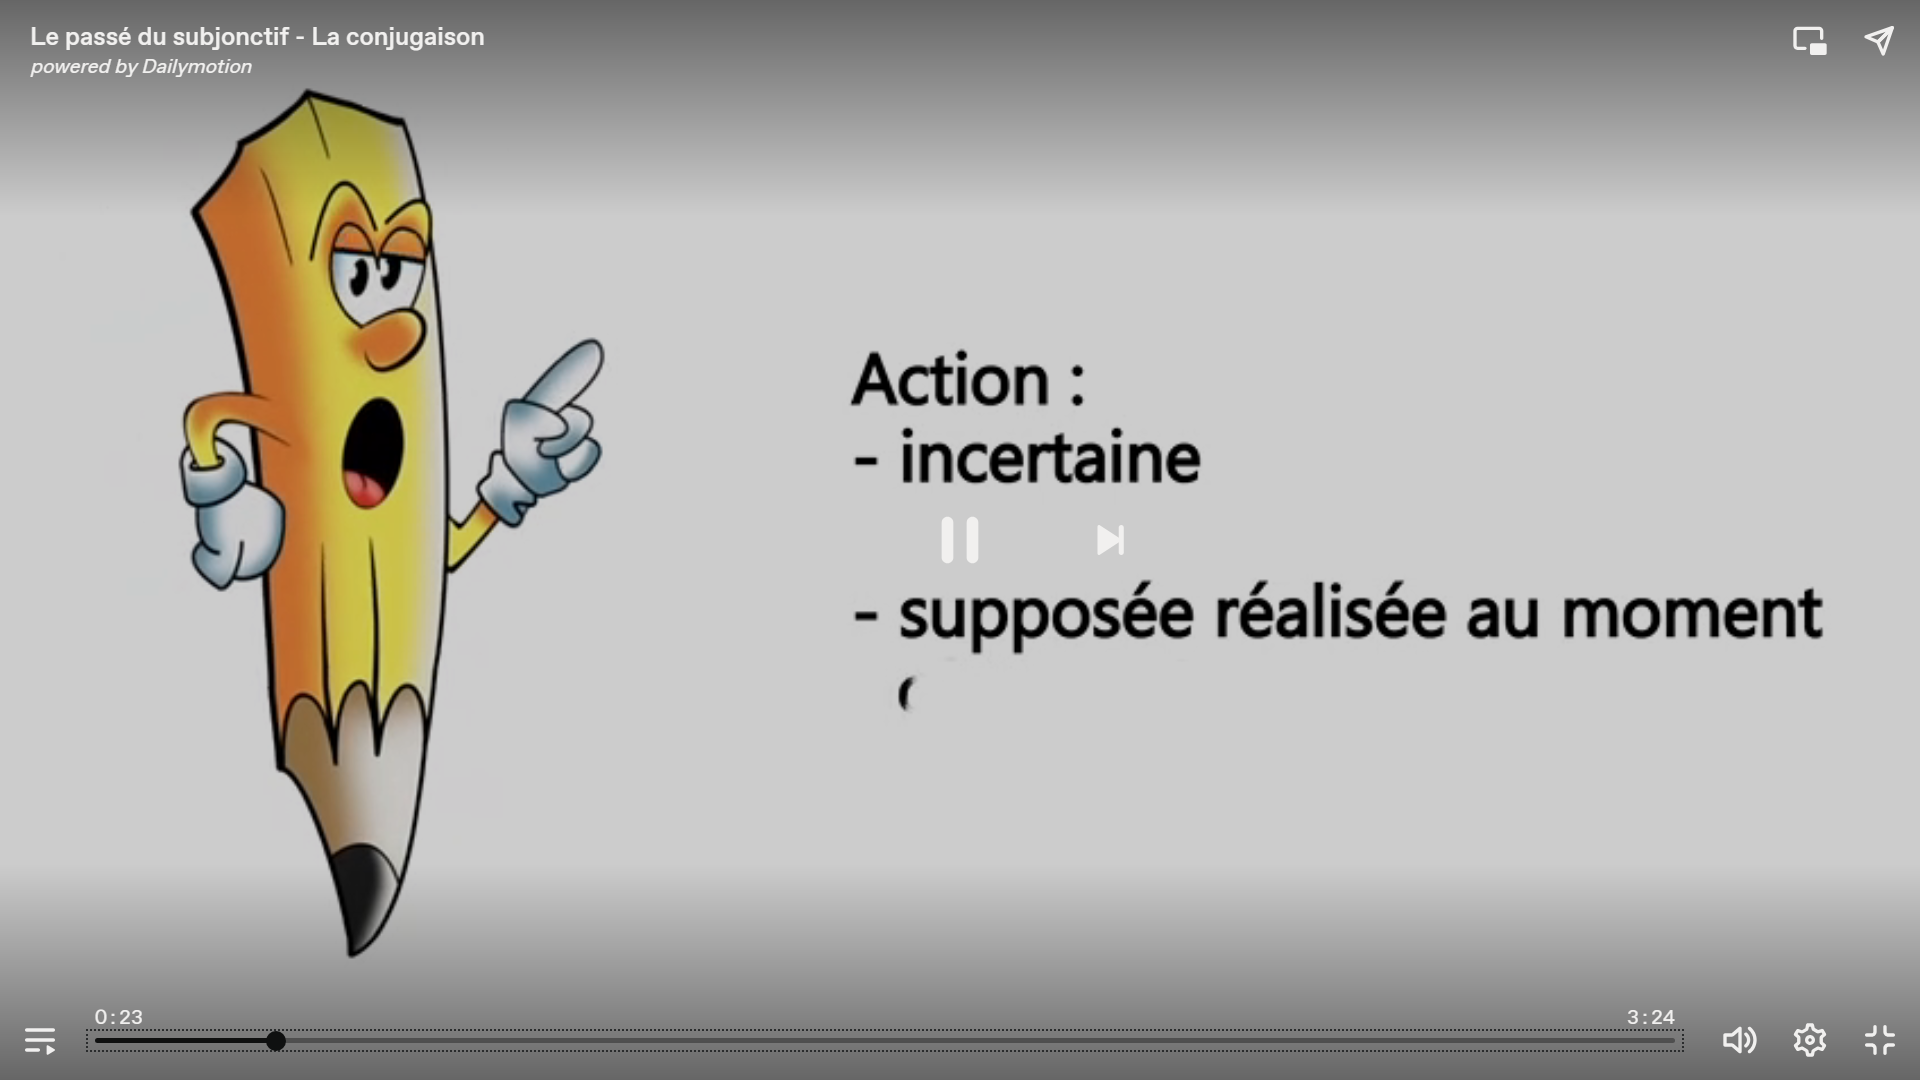 Le passé du subjonctif - La conjugaison
powered by Dailymotion
Action :
- incertaine
- supposée réalisée au moment
0:23
3:24